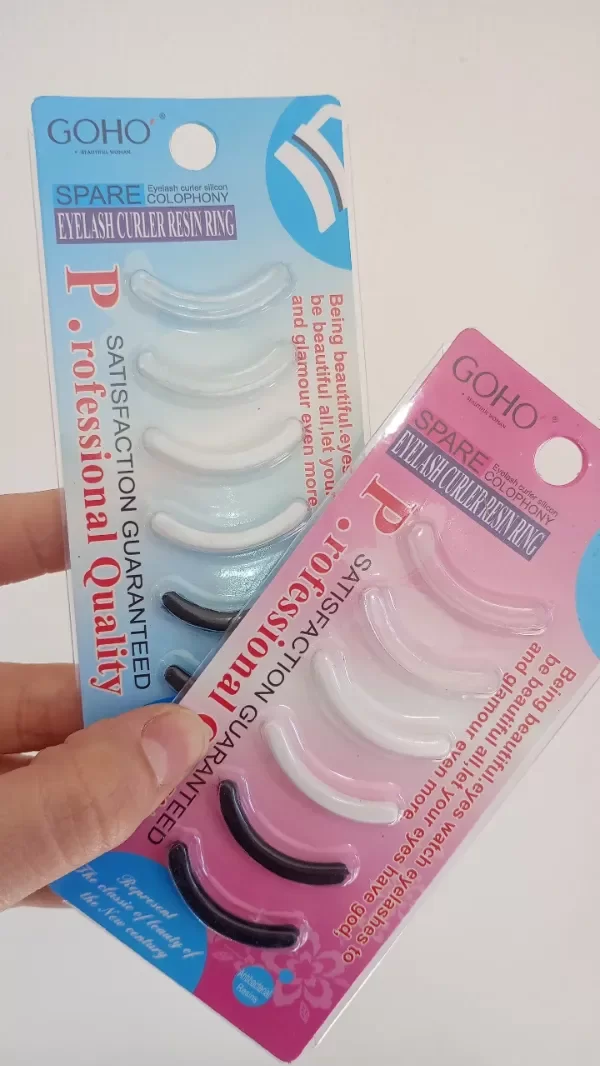 GOHO®
• BEAUTIFUL WOMAN
SPARE Eyelash curler silicon
COLOPHONY
EYELASH CURLER RESIN RING
P.rofessional Quality
SATISFACTION GUARANTEED
Being beautiful.eyes
be beautiful all,let your
and glamour even more
Represent
The classic of beauty of
the New century
GOHO
• BEAUTIFUL WOMAN
SPARE Eyelash curler silicon
COLOPHONY
EYELASH CURLER RESIN RING
P.rofessional
SATISFACTION GUARANTEED
Being beautiful.eyes watch eyelashes to
be beautiful all,let your eyes have god,
and glamour even more
Antibacterial
Resins